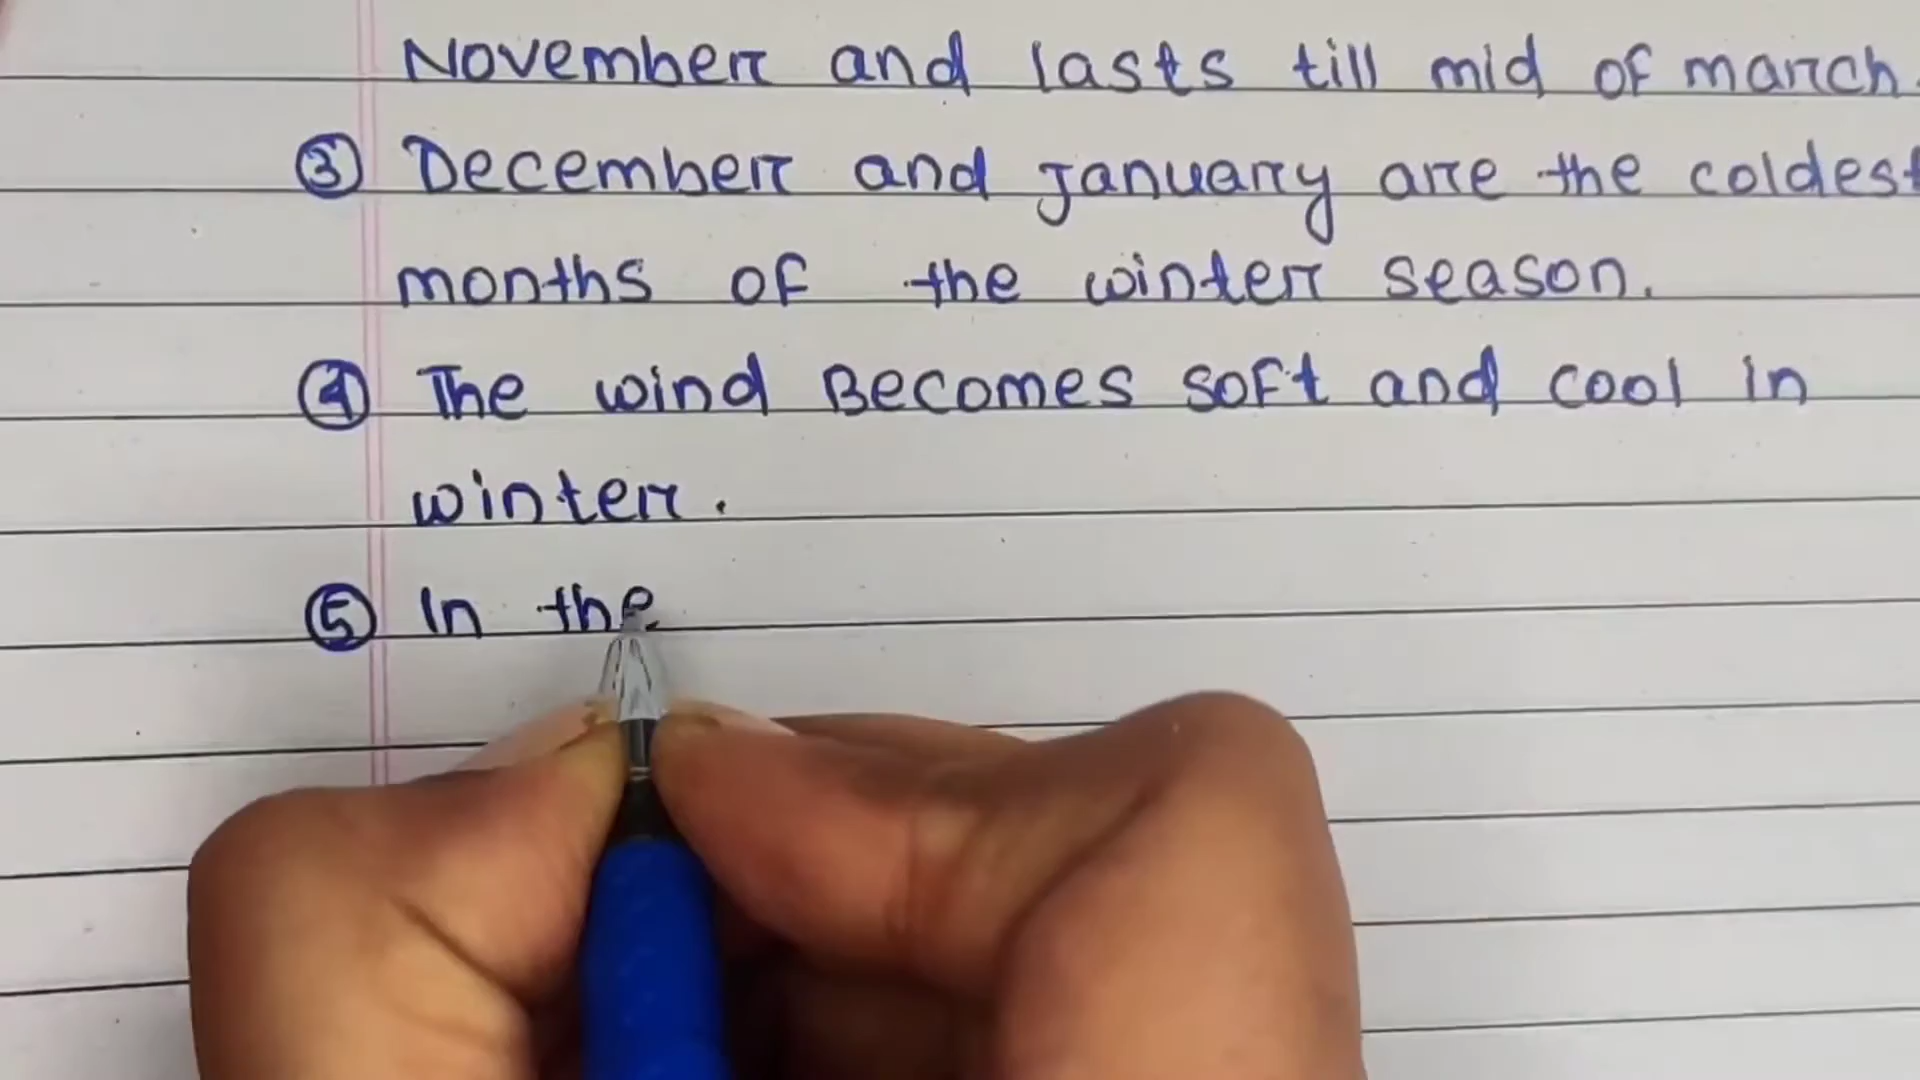 November and lasts till mid of march.
③ December and January are the coldest
months of the winter season.
④ The wind Becomes soft and cool in
winter.
⑤ In the